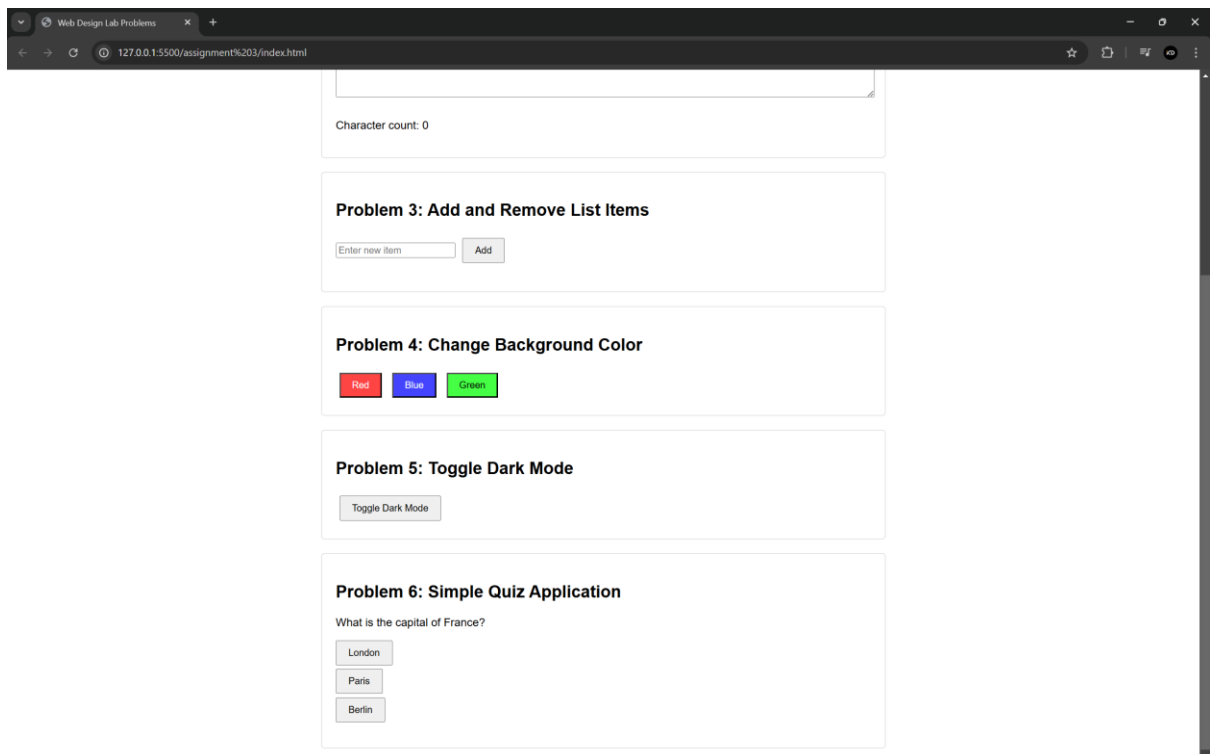 Web Design Lab Problems
127.0.0.1:5500/assignment%203/index.html
Character count: 0
Problem 3: Add and Remove List Items
Enter new item Add
Problem 4: Change Background Color
Red Blue Green
Problem 5: Toggle Dark Mode
Toggle Dark Mode
Problem 6: Simple Quiz Application
What is the capital of France?
London
Paris
Berlin